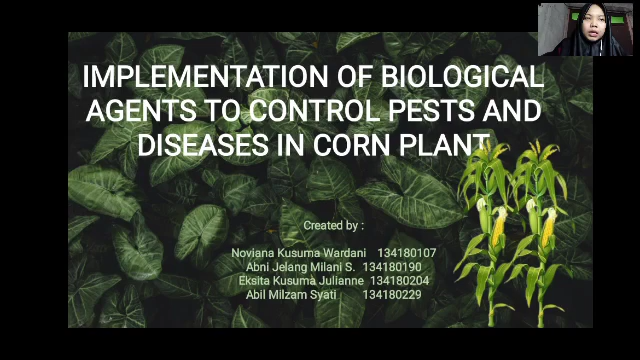 IMPLEMENTATION OF BIOLOGICAL
AGENTS TO CONTROL PESTS AND
DISEASES IN CORN PLANT
Created by :
Noviana Kusuma Wardani 134180107
Abni Jelang Milani S. 134180190
Eksita Kusuma Julianne 134180204
Abil Milzam Syati 134180229